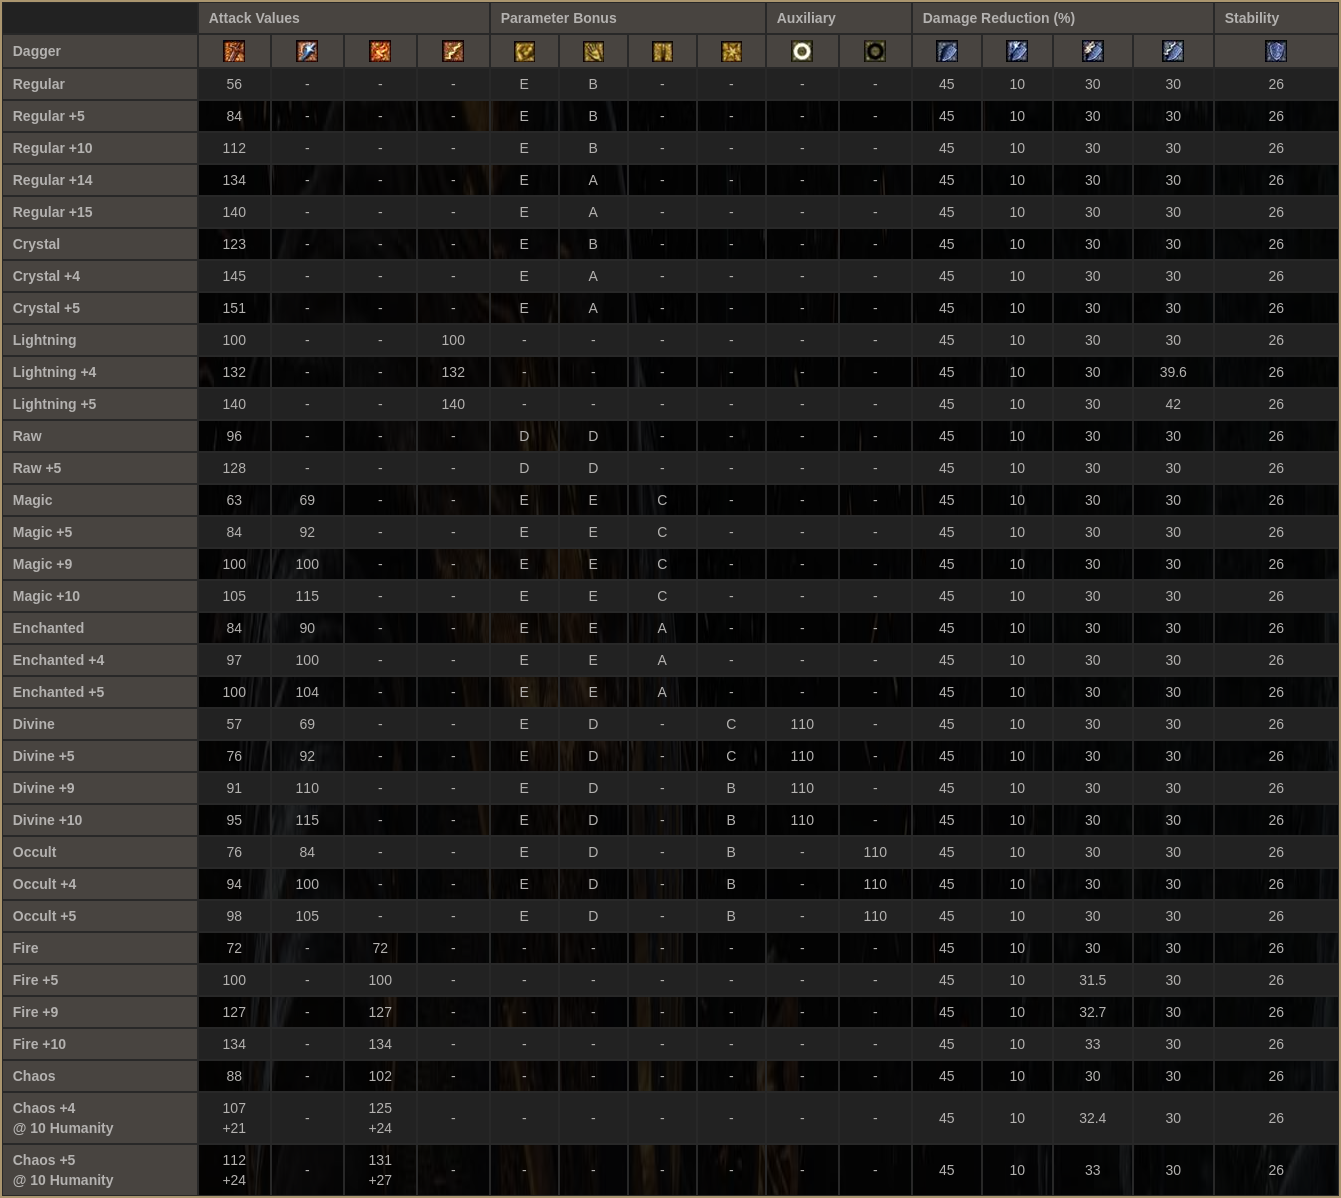 Attack Values Parameter Bonus Auxiliary Damage Reduction (%) Stability
Dagger
Regular 56 - - - E B - - - - 45 10 30 30 26
Regular +5 84 - - - E B - - - - 45 10 30 30 26
Regular +10 112 - - - E B - - - - 45 10 30 30 26
Regular +14 134 - - - E A - - - - 45 10 30 30 26
Regular +15 140 - - - E A - - - - 45 10 30 30 26
Crystal 123 - - - E B - - - - 45 10 30 30 26
Crystal +4 145 - - - E A - - - - 45 10 30 30 26
Crystal +5 151 - - - E A - - - - 45 10 30 30 26
Lightning 100 - - 100 - - - - - - 45 10 30 30 26
Lightning +4 132 - - 132 - - - - - - 45 10 30 39.6 26
Lightning +5 140 - - 140 - - - - - - 45 10 30 42 26
Raw 96 - - - D D - - - - 45 10 30 30 26
Raw +5 128 - - - D D - - - - 45 10 30 30 26
Magic 63 69 - - E E C - - - 45 10 30 30 26
Magic +5 84 92 - - E E C - - - 45 10 30 30 26
Magic +9 100 100 - - E E C - - - 45 10 30 30 26
Magic +10 105 115 - - E E C - - - 45 10 30 30 26
Enchanted 84 90 - - E E A - - - 45 10 30 30 26
Enchanted +4 97 100 - - E E A - - - 45 10 30 30 26
Enchanted +5 100 104 - - E E A - - - 45 10 30 30 26
Divine 57 69 - - E D - C 110 - 45 10 30 30 26
Divine +5 76 92 - - E D - C 110 - 45 10 30 30 26
Divine +9 91 110 - - E D - B 110 - 45 10 30 30 26
Divine +10 95 115 - - E D - B 110 - 45 10 30 30 26
Occult 76 84 - - E D - B - 110 45 10 30 30 26
Occult +4 94 100 - - E D - B - 110 45 10 30 30 26
Occult +5 98 105 - - E D - B - 110 45 10 30 30 26
Fire 72 - 72 - - - - - - - 45 10 30 30 26
Fire +5 100 - 100 - - - - - - - 45 10 31.5 30 26
Fire +9 127 - 127 - - - - - - - 45 10 32.7 30 26
Fire +10 134 - 134 - - - - - - - 45 10 33 30 26
Chaos 88 - 102 - - - - - - - 45 10 30 30 26
Chaos +4 107 - 125 - - - - - - - 45 10 32.4 30 26
@ 10 Humanity +21 +24
Chaos +5 112 - 131 - - - - - - - 45 10 33 30 26
@ 10 Humanity +24 +27